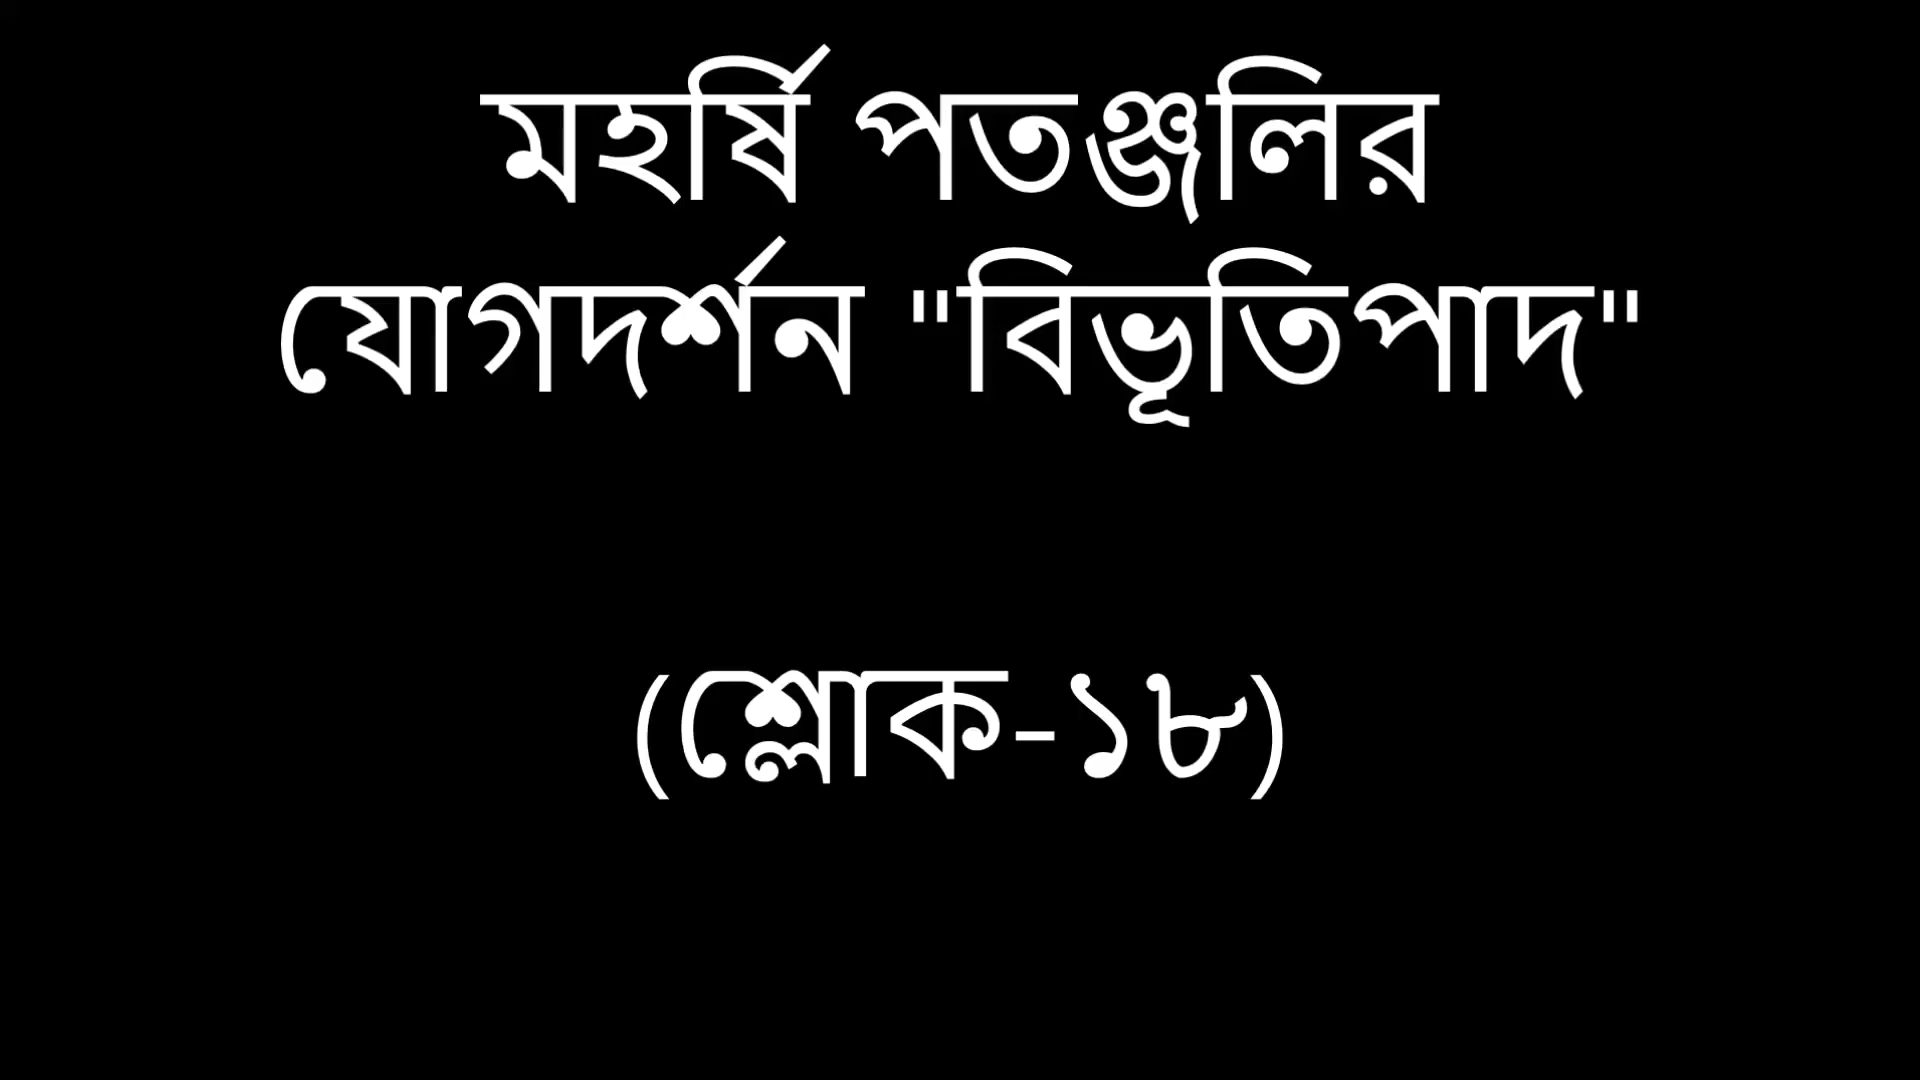 মহর্ষি পতঞ্জলির
যোগদর্শন "বিভূতিপাদ"
(শ্লোক-১৮)